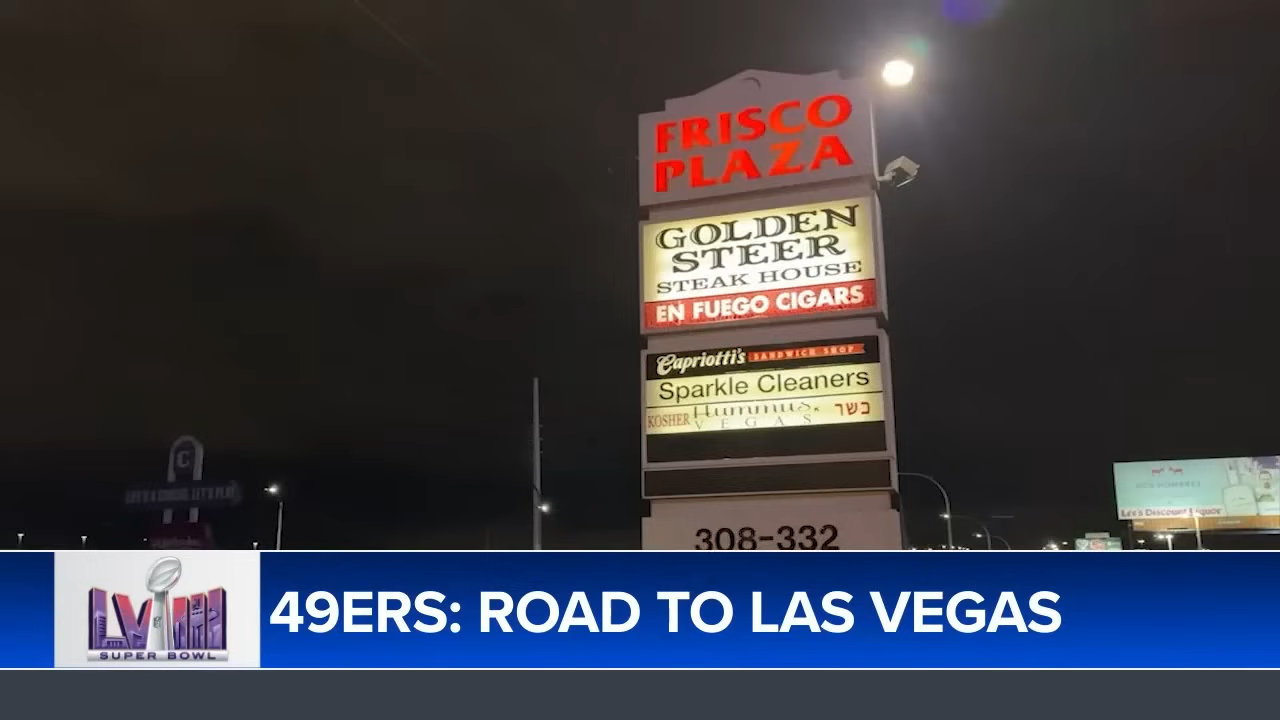 FRISCO
PLAZA
GOLDEN
STEER
STEAK HOUSE
EN FUEGO CIGARS
Capriotti's SANDWICH SHOP
Sparkle Cleaners
KOSHER Hummus כשר
VEGAS
308-332
C
Lee's Discount Liquor
LVIII
SUPER BOWL
49ERS: ROAD TO LAS VEGAS